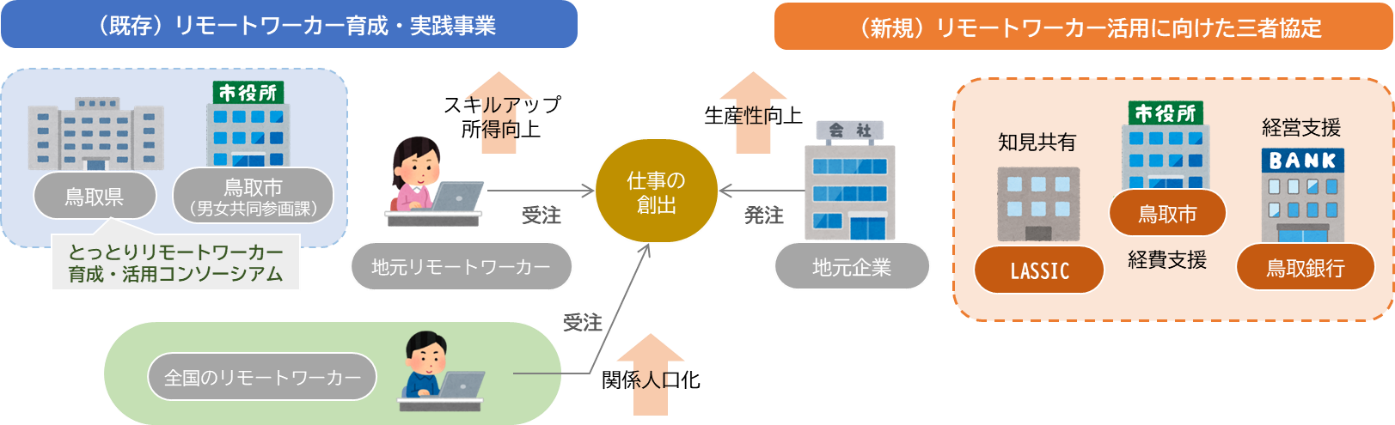 （既存）リモートワーカー育成・実践事業
（新規）リモートワーカー活用に向けた三者協定
市役所
鳥取県
鳥取市
（男女共同参画課）
とっとりリモートワーカー
育成・活用コンソーシアム
スキルアップ
所得向上
地元リモートワーカー
受注
仕事の
創出
生産性向上
発注
会社
地元企業
全国のリモートワーカー
受注
関係人口化
知見共有
LASSIC
市役所
鳥取市
経費支援
経営支援
BANK
鳥取銀行